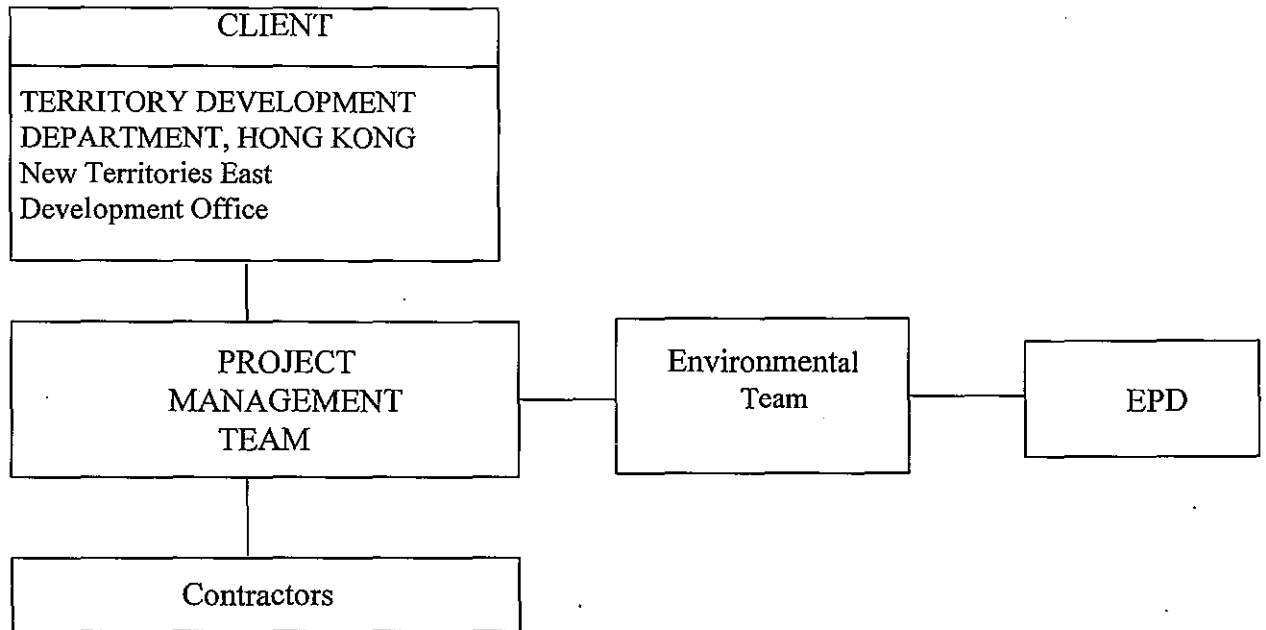 CLIENT
TERRITORY DEVELOPMENT
DEPARTMENT, HONG KONG
New Territories East
Development Office
PROJECT
MANAGEMENT
TEAM
Environmental
Team
EPD
Contractors